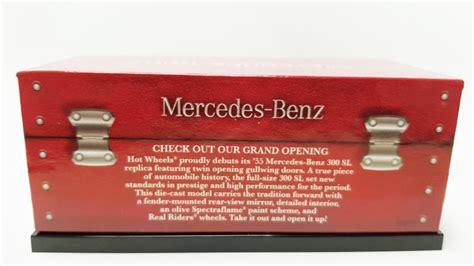 Mercedes-Benz
CHECK OUT OUR GRAND OPENING
Hot Wheels® proudly debuts its '55 Mercedes-Benz 300 SL
replica featuring twin opening gullwing doors. A true piece
of automobile history, the full-size 300 SL set new
standards in prestige and high performance for the period.
This die-cast model carries the tradition forward with
a fender-mounted rear-view mirror, detailed interior,
an olive Spectraflame® paint scheme, and
Real Riders® wheels. Take it out and open it up!